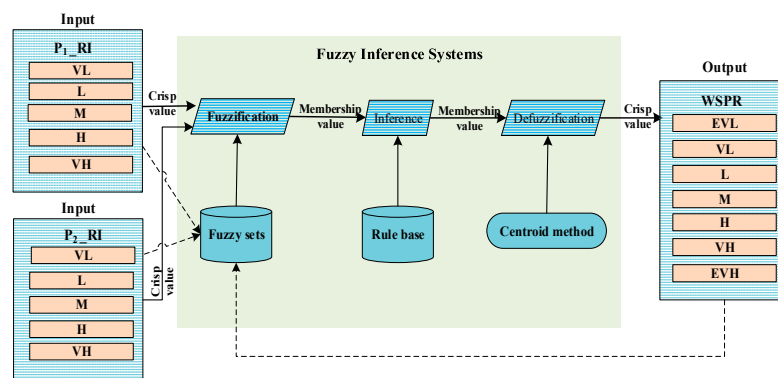 Input
P1_RI
VL
L
M
H
VH
Input
P2_RI
VL
L
M
H
VH
Crisp
value
Crisp
value
Fuzzy Inference Systems
Fuzzification
Membership
value
Inference
Membership
value
Defuzzification
Crisp
value
Fuzzy sets
Rule base
Centroid method
Output
WSPR
EVL
VL
L
M
H
VH
EVH